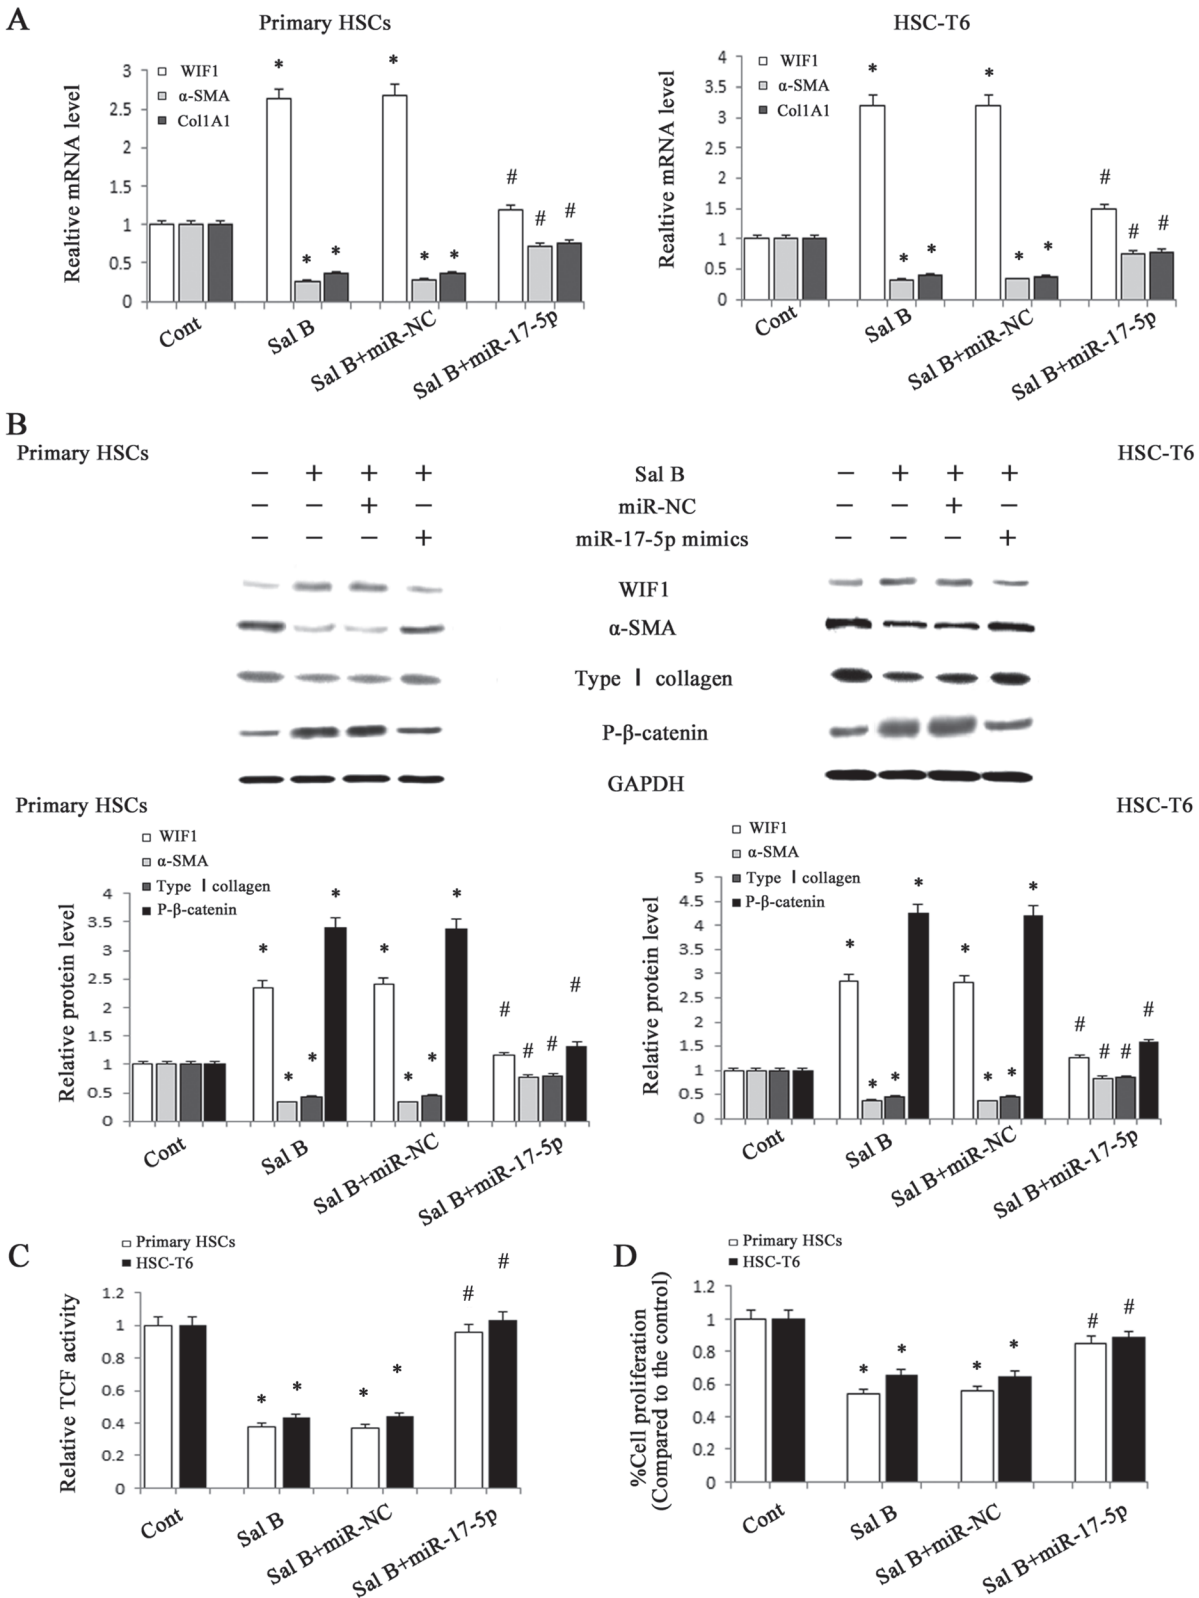 A
Primary HSCs
HSC-T6
Realtive mRNA level
3
2.5
2
1.5
1
0.5
0
WIF1
α-SMA
Col1A1
* * * * * * # # #
Cont
Sal B
Sal B+miR-NC
Sal B+miR-17-5p
Realtive mRNA level
4
3.5
3
2.5
2
1.5
1
0.5
0
WIF1
α-SMA
Col1A1
* * * * * * # # #
Cont
Sal B
Sal B+miR-NC
Sal B+miR-17-5p
B
Primary HSCs
HSC-T6
− + + + Sal B − + + +
− − + − miR-NC − − + −
− − − + miR-17-5p mimics − − − +
WIF1
α-SMA
Type Ⅰ collagen
P-β-catenin
GAPDH
Primary HSCs
HSC-T6
WIF1
α-SMA
Type Ⅰ collagen
P-β-catenin
Relative protein level
4
3.5
3
2.5
2
1.5
1
0.5
0
* * * * * * * * # # # #
Cont
Sal B
Sal B+miR-NC
Sal B+miR-17-5p
WIF1
α-SMA
Type Ⅰ collagen
P-β-catenin
Relative protein level
5
4.5
4
3.5
3
2.5
2
1.5
1
0.5
0
* * * * * * * * # # # #
Cont
Sal B
Sal B+miR-NC
Sal B+miR-17-5p
C
Primary HSCs
HSC-T6
Relative TCF activity
1.2
1
0.8
0.6
0.4
0.2
0
* * * * # #
Cont
Sal B
Sal B+miR-NC
Sal B+miR-17-5p
D
Primary HSCs
HSC-T6
%Cell proliferation
(Compared to the control)
1.2
1
0.8
0.6
0.4
0.2
0
* * * * # #
Cont
Sal B
Sal B+miR-NC
Sal B+miR-17-5p